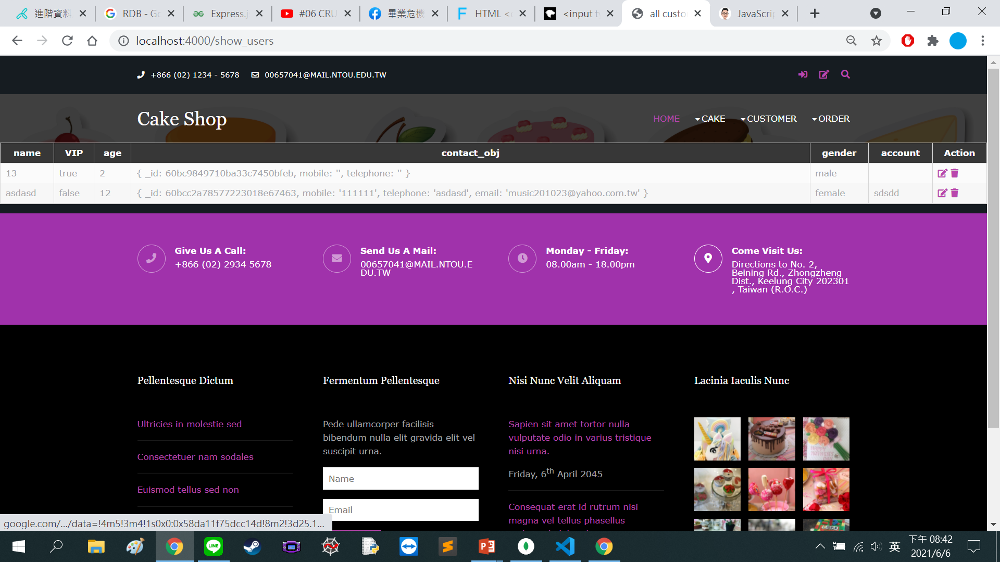 進階資料
RDB - Go
Express.j
#06 CRU
畢業危機
HTML <
<input ty
all custo
JavaScrip
localhost:4000/show_users
+866 (02) 1234 - 5678
00657041@MAIL.NTOU.EDU.TW
Cake Shop
HOME
CAKE
CUSTOMER
ORDER
name VIP age contact_obj gender account Action
13 true 2 { _id: 60bc9849710ba33c7450bfeb, mobile: '', telephone: '' } male
asdasd false 12 { _id: 60bcc2a78577223018e67463, mobile: '111111', telephone: 'asdasd', email: 'music201023@yahoo.com.tw' } female sdsdd
Give Us A Call:
+866 (02) 2934 5678
Send Us A Mail:
00657041@MAIL.NTOU.E
DU.TW
Monday - Friday:
08.00am - 18.00pm
Come Visit Us:
Directions to No. 2,
Beining Rd., Zhongzheng
Dist., Keelung City 202301
, Taiwan (R.O.C.)
Pellentesque Dictum
Ultricies in molestie sed
Consectetuer nam sodales
Euismod tellus sed non
Fermentum Pellentesque
Pede ullamcorper facilisis
bibendum nulla elit gravida elit vel
suscipit urna.
Name
Email
Nisi Nunc Velit Aliquam
Sapien sit amet tortor nulla
vulputate odio in varius tristique
nisi urna.
Friday, 6th April 2045
Consequat erat id rutrum nisi
magna vel tellus phasellus
Lacinia Iaculis Nunc
google.com/.../data=!4m5!3m4!1s0x0:0x58da11f75dcc14d!8m2!3d25.1...
LINE
英
下午 08:42
2021/6/6